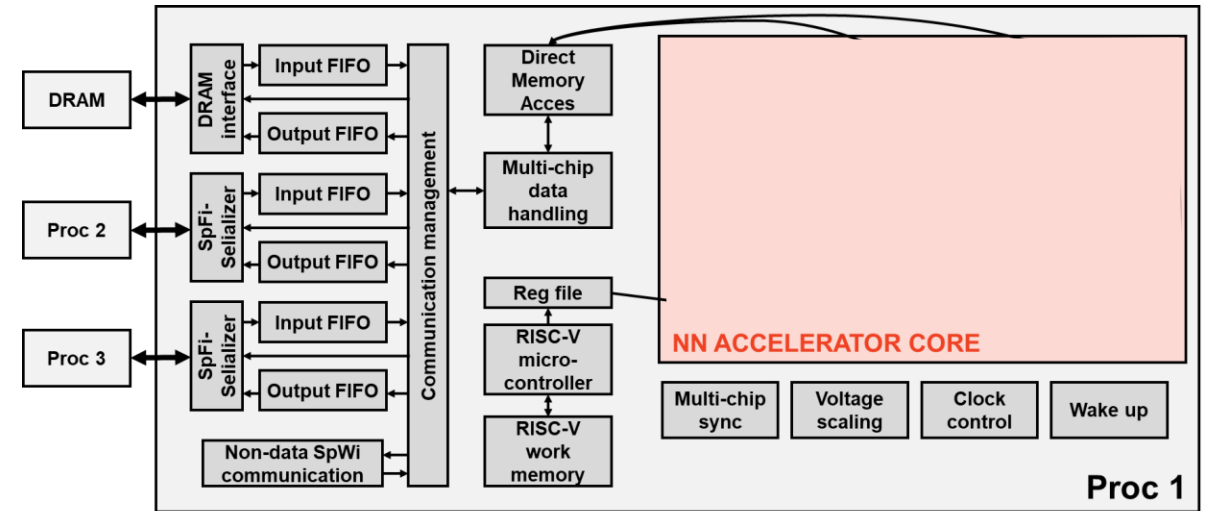 DRAM
Proc 2
Proc 3
DRAM
interface
Input FIFO
Output FIFO
SpFi-
Selializer
Input FIFO
Output FIFO
SpFi-
Selializer
Input FIFO
Output FIFO
Non-data SpWi
communication
Communication management
Direct
Memory
Acces
Multi-chip
data
handling
Reg file
RISC-V
micro-
controller
RISC-V
work
memory
NN ACCELERATOR CORE
Multi-chip
sync
Voltage
scaling
Clock
control
Wake up
Proc 1